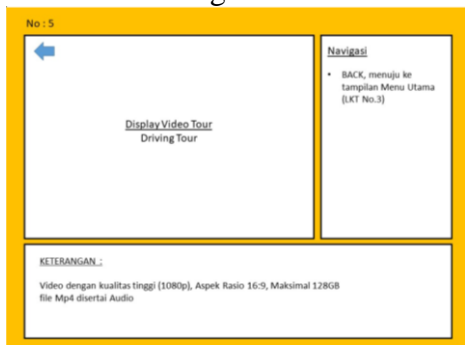 No : 5
Display Video Tour
Driving Tour
Navigasi
• BACK, menuju ke
tampilan Menu Utama
(LKT No.3)
KETERANGAN :
Video dengan kualitas tinggi (1080p), Aspek Rasio 16:9, Maksimal 128GB
file Mp4 disertai Audio